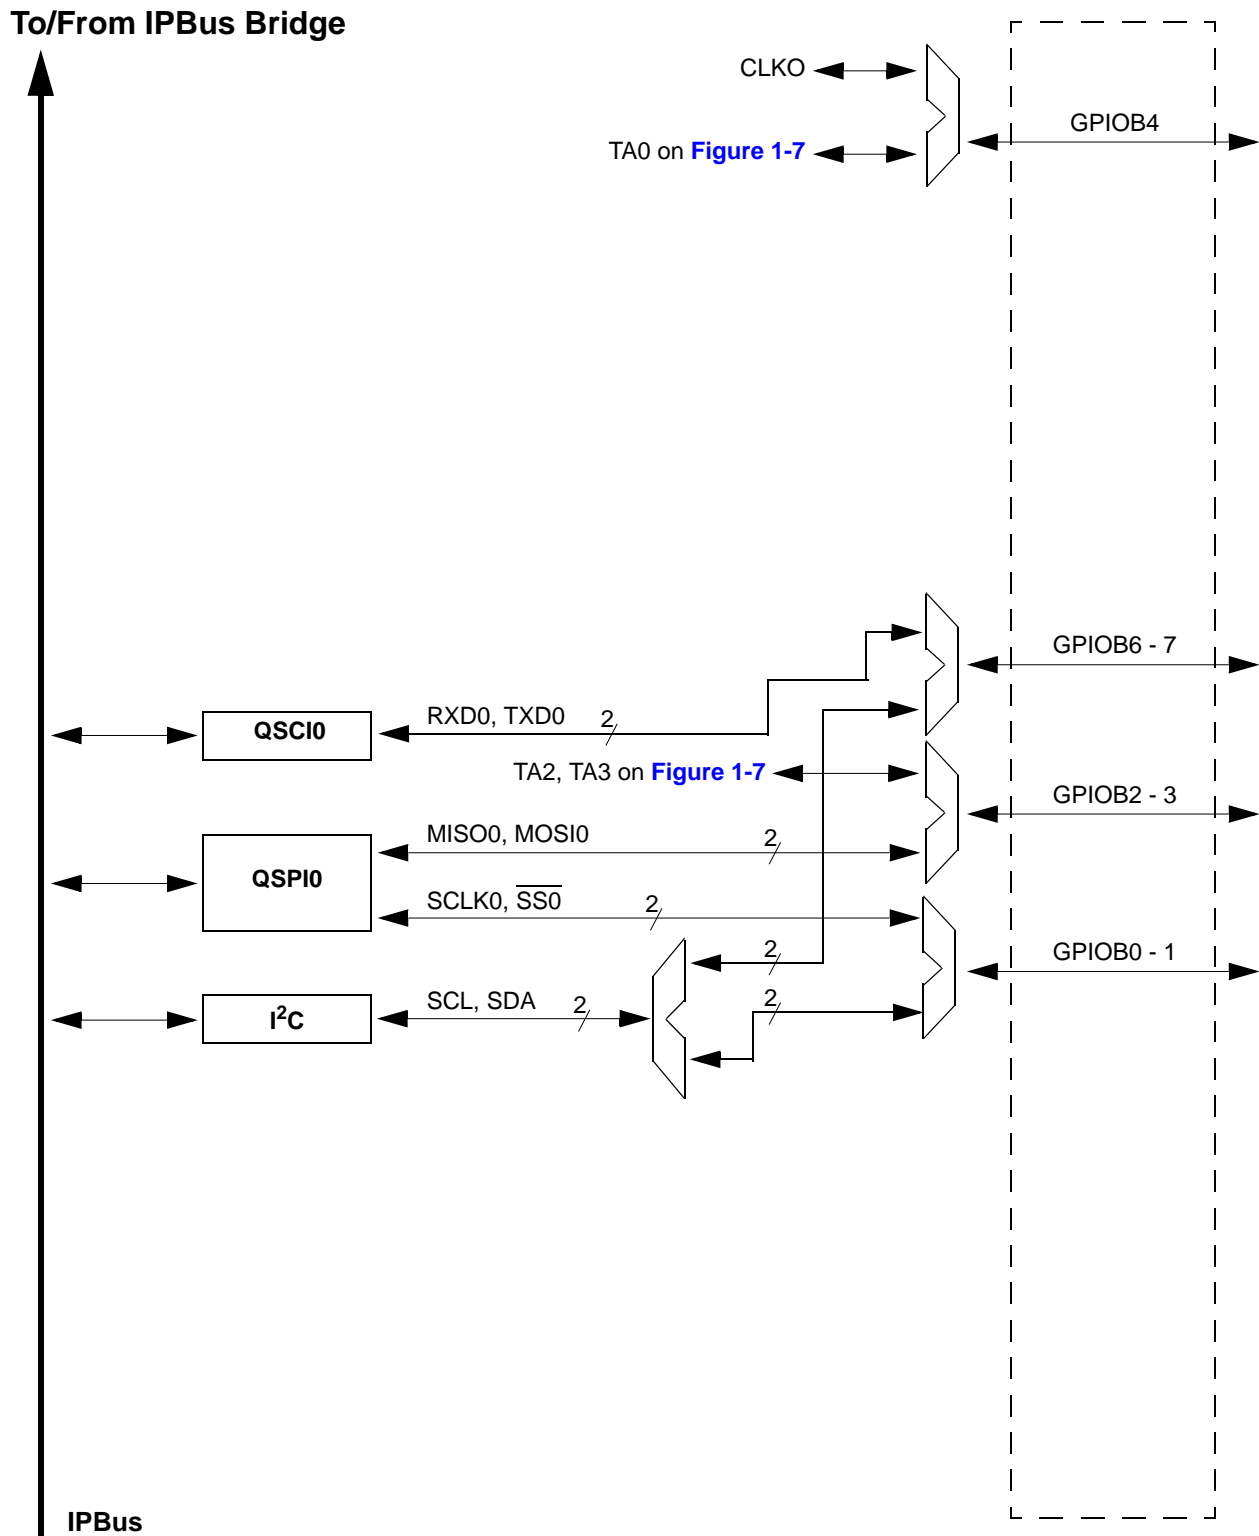 To/From IPBus Bridge
CLKO
TA0 on Figure 1-7
GPIOB4
GPIOB6 - 7
RXD0, TXD0
2
QSCI0
TA2, TA3 on Figure 1-7
GPIOB2 - 3
MISO0, MOSI0
2
QSPI0
SCLK0, S̅S̅0̅
2
GPIOB0 - 1
2
SCL, SDA
2
2
I²C
IPBus